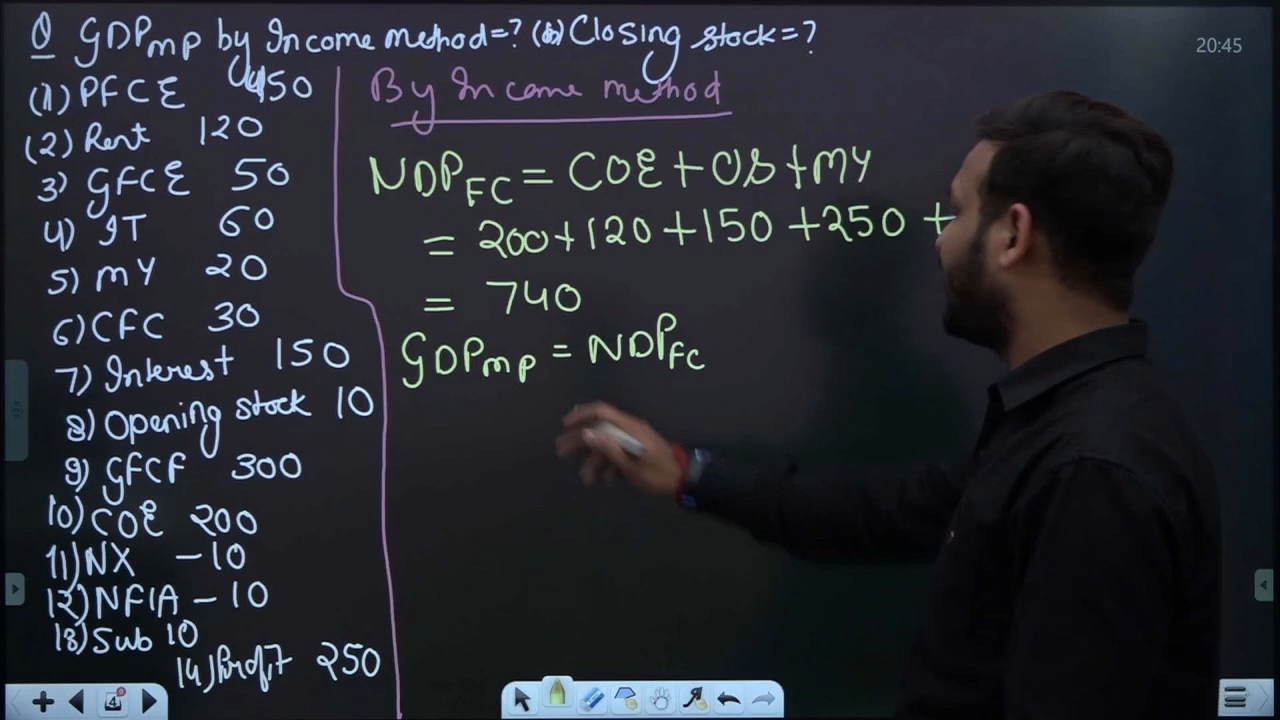 Q GDPMP by Income method=? (b) Closing stock=?
20:45
(1) PFCE 450
(2) Rent 120
3) GFCE 50
4) IT 60
5) MY 20
6) CFC 30
7) Interest 150
8) Opening stock 10
9) GFCF 300
10) COE 200
11) NX -10
12) NFIA -10
13) Sub 10
14) Profit 250
By Income method
NDPFC = COE + OS + MY
= 200 + 120 + 150 + 250 +
= 740
GDPMP = NDPFC
4